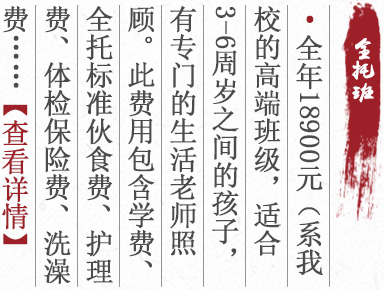 全托班
• 全年18900元（系我
校的高端班级，适合
3-6周岁之间的孩子，
有专门的生活老师照
顾。此费用包含学费、
全托标准伙食费、护理
费、体检保险费、洗澡
费……【查看详情】